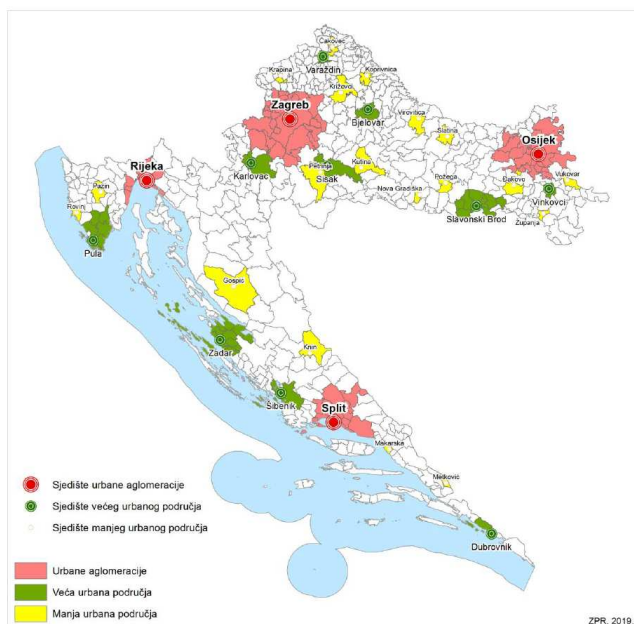 Čakovec
Varaždin
Krapina
Koprivnica
Križevci
Zagreb
Bjelovar
Virovitica
Slatina
Osijek
Rijeka
Karlovac
Petrinja
Kutina
Sisak
Požega
Đakovo
Vukovar
Nova Gradiška
Vinkovci
Pazin
Rovinj
Slavonski Brod
Županja
Pula
Gospić
Zadar
Knin
Šibenik
Split
Makarska
Metković
Dubrovnik
Sjedište urbane aglomeracije
Sjedište većeg urbanog područja
Sjedište manjeg urbanog područja
Urbane aglomeracije
Veća urbana područja
Manja urbana područja
ZPR, 2019.